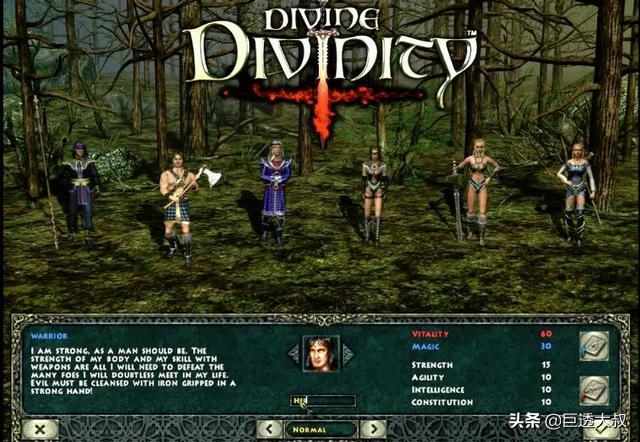 DIVINE
DIVINITY™
WARRIOR
I AM STRONG, AS A MAN SHOULD BE. THE
STRENGTH OF MY BODY AND MY SKILL WITH
WEAPONS ARE ALL I WILL NEED TO DEFEAT THE
MANY FOES I WILL DOUBTLESS MEET IN MY LIFE.
EVIL MUST BE CLEANSED WITH IRON GRIPPED IN A
STRONG HAND!
VITALITY 60
MAGIC 30
STRENGTH 15
AGILITY 10
INTELLIGENCE 10
CONSTITUTION 10
NORMAL
头条 @巨透大叔